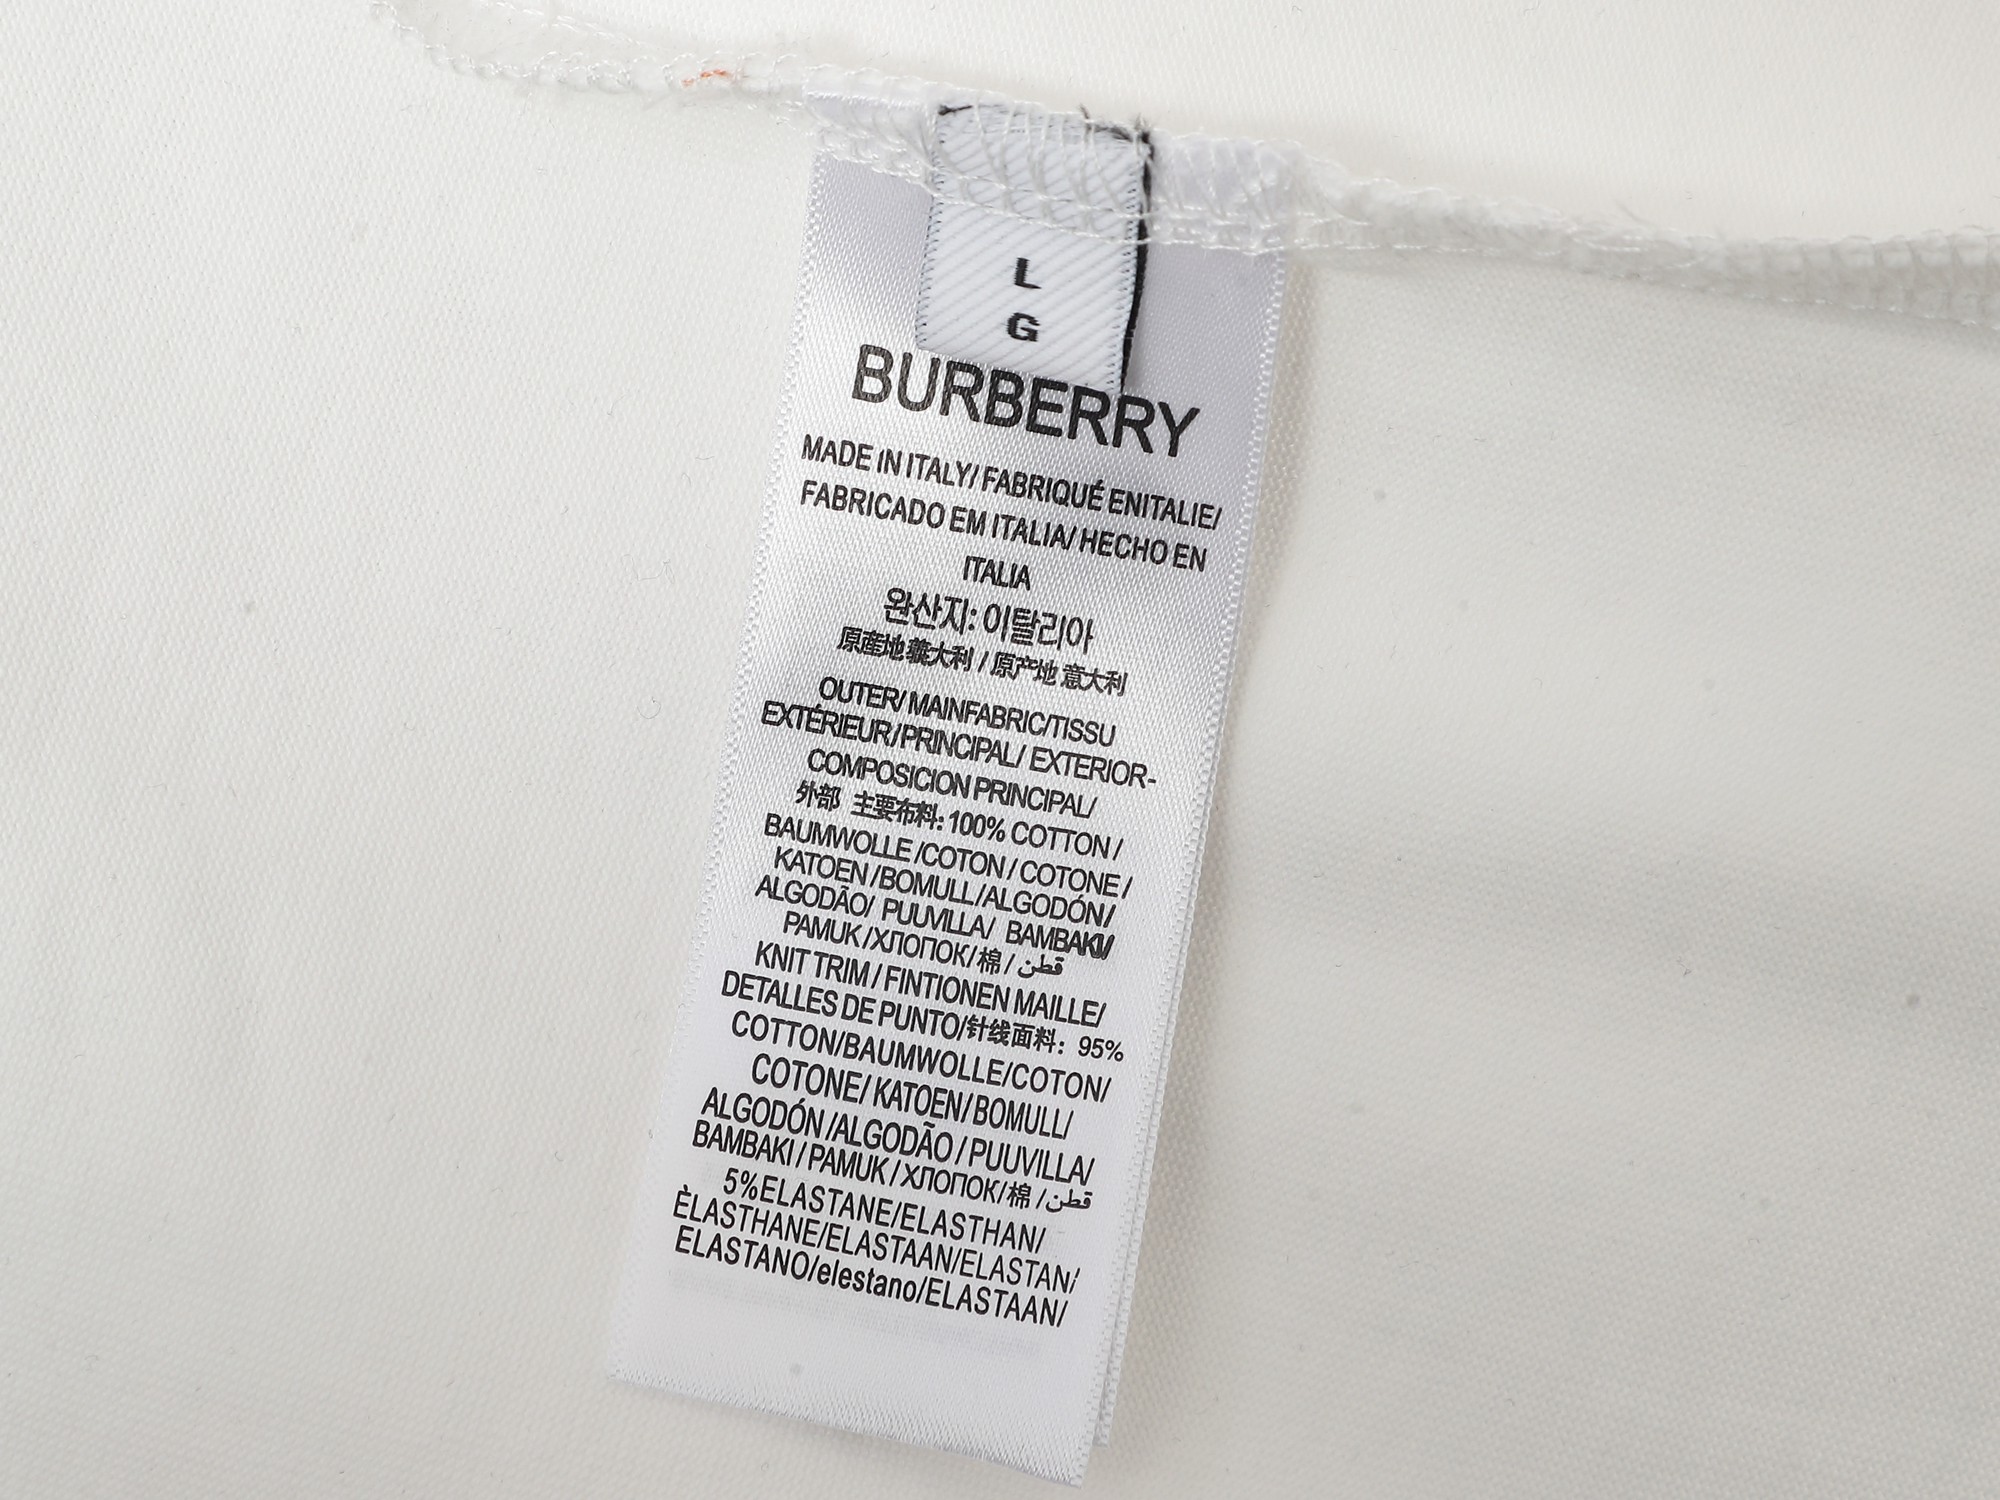 L
G
BURBERRY
MADE IN ITALY/ FABRIQUÉ ENITALIE/
FABRICADO EM ITALIA/ HECHO EN
ITALIA
완산지: 이탈리아
原産地 義大利 / 原产地 意大利
OUTER/ MAINFABRIC/TISSU
EXTÉRIEUR/PRINCIPAL/ EXTERIOR-
COMPOSICION PRINCIPAL/
外部 主要布料: 100% COTTON /
BAUMWOLLE /COTON / COTONE /
KATOEN /BOMULL /ALGODÓN/
ALGODÃO/ PUUVILLA/ BAMBAKI/
PAMUK /ХЛОПОК/ 棉 / قطن
KNIT TRIM / FINTIONEN MAILLE/
DETALLES DE PUNTO/针线面料: 95%
COTTON/BAUMWOLLE/COTON/
COTONE/ KATOEN/ BOMULL/
ALGODÓN /ALGODÃO / PUUVILLA/
BAMBAKI / PAMUK / ХЛОПОК/ 棉 / قطن
5%ELASTANE/ELASTHAN/
ÈLASTHANE/ELASTAAN/ELASTAN/
ELASTANO/elestano/ELASTAAN/